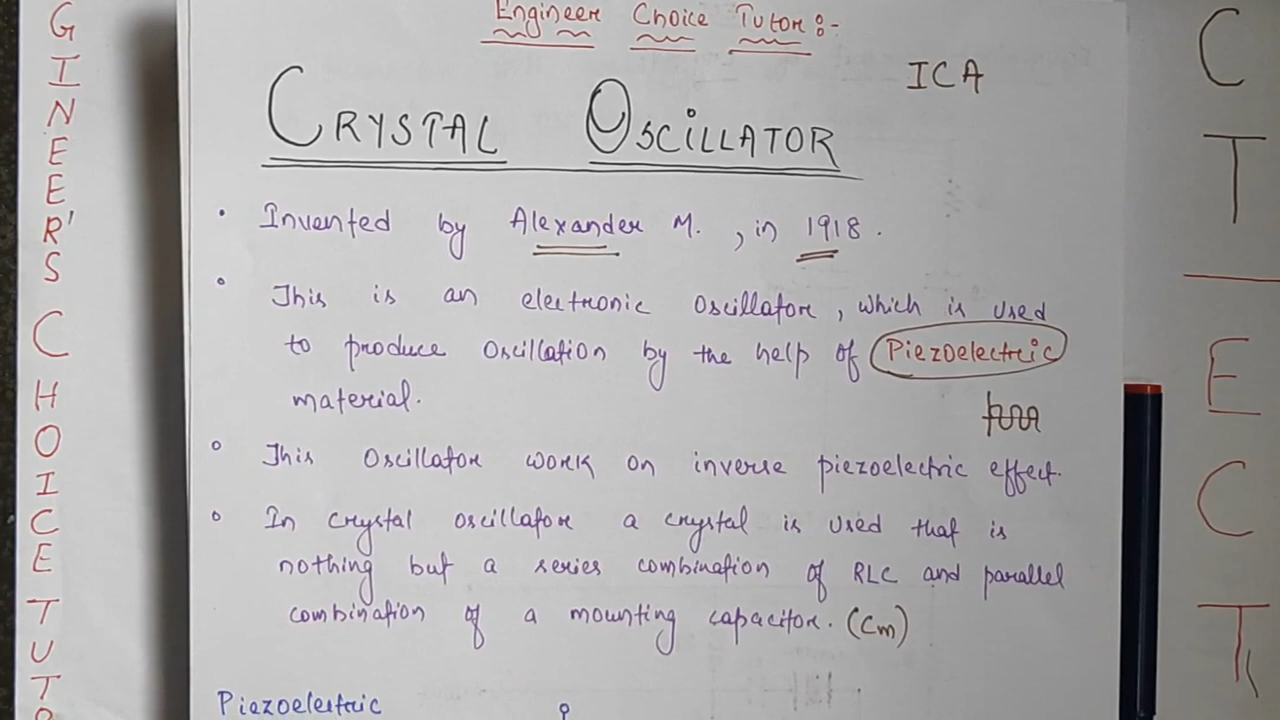 Engineer Choice Tutor :-
ICA
CRYSTAL OSCILLATOR
• Invented by Alexander M. , in 1918 .
• This is an electronic Oscillator , which is used
to produce Oscillation by the help of Piezoelectric
material.
• This Oscillator work on inverse piezoelectric effect.
• In crystal oscillator a crystal is used that is
nothing but a series combination of RLC and parallel
combination of a mounting capacitor. (Cm)
Piezoelectric
G
I
N
E
E
R'
S
C
H
O
I
C
E
T
U
T
C
T
E
C
T